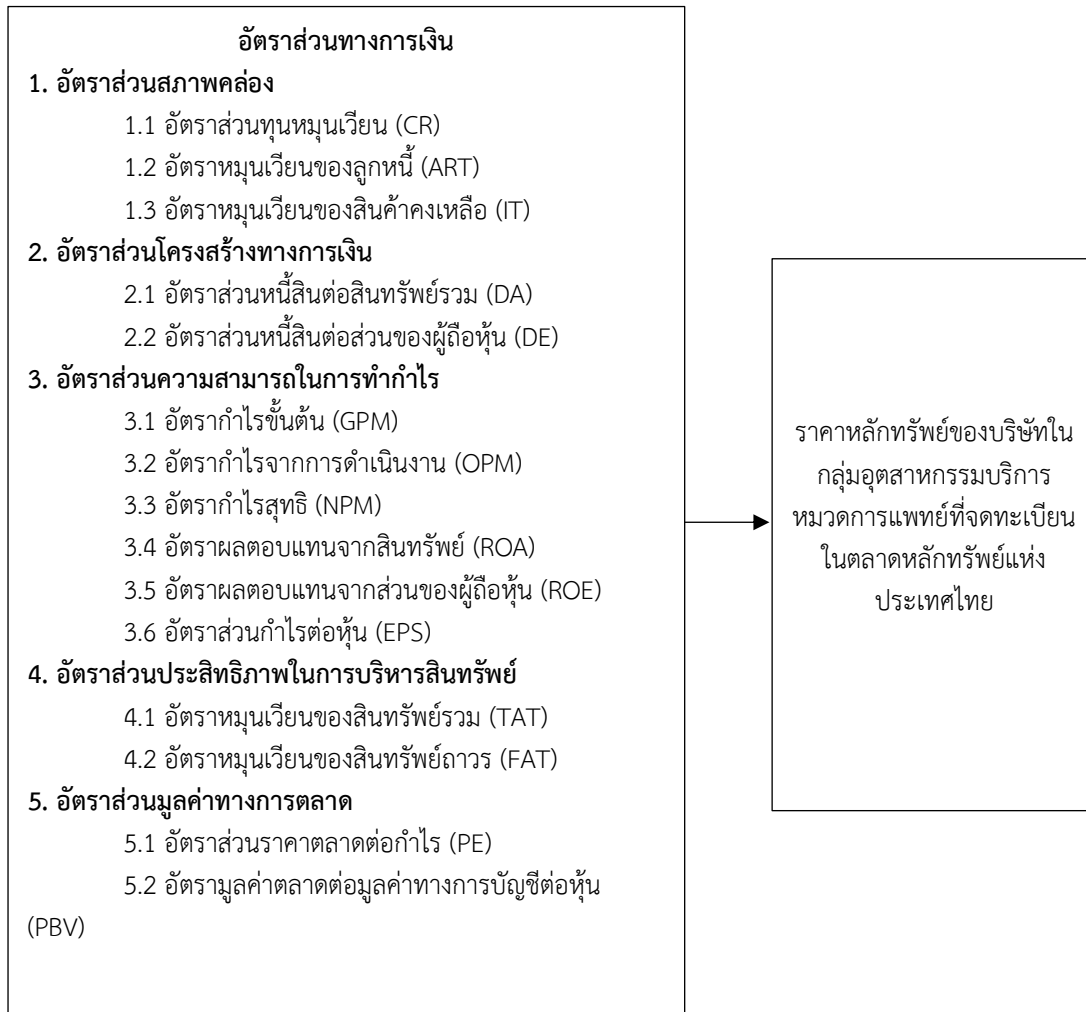 อัตราส่วนทางการเงิน
1. อัตราส่วนสภาพคล่อง
1.1 อัตราส่วนทุนหมุนเวียน (CR)
1.2 อัตราหมุนเวียนของลูกหนี้ (ART)
1.3 อัตราหมุนเวียนของสินค้าคงเหลือ (IT)
2. อัตราส่วนโครงสร้างทางการเงิน
2.1 อัตราส่วนหนี้สินต่อสินทรัพย์รวม (DA)
2.2 อัตราส่วนหนี้สินต่อส่วนของผู้ถือหุ้น (DE)
3. อัตราส่วนความสามารถในการทำกำไร
3.1 อัตรากำไรขั้นต้น (GPM)
3.2 อัตรากำไรจากการดำเนินงาน (OPM)
3.3 อัตรากำไรสุทธิ (NPM)
3.4 อัตราผลตอบแทนจากสินทรัพย์ (ROA)
3.5 อัตราผลตอบแทนจากส่วนของผู้ถือหุ้น (ROE)
3.6 อัตราส่วนกำไรต่อหุ้น (EPS)
4. อัตราส่วนประสิทธิภาพในการบริหารสินทรัพย์
4.1 อัตราหมุนเวียนของสินทรัพย์รวม (TAT)
4.2 อัตราหมุนเวียนของสินทรัพย์ถาวร (FAT)
5. อัตราส่วนมูลค่าทางการตลาด
5.1 อัตราส่วนราคาตลาดต่อกำไร (PE)
5.2 อัตรามูลค่าตลาดต่อมูลค่าทางการบัญชีต่อหุ้น
(PBV)
ราคาหลักทรัพย์ของบริษัทใน
กลุ่มอุตสาหกรรมบริการ
หมวดการแพทย์ที่จดทะเบียน
ในตลาดหลักทรัพย์แห่ง
ประเทศไทย